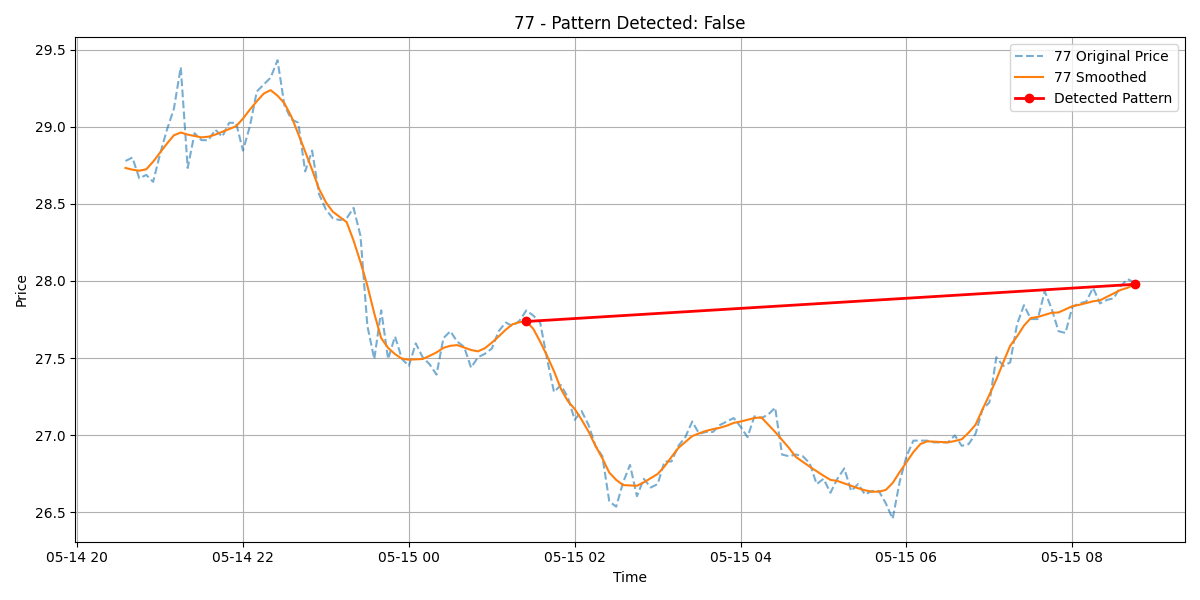 77 - Pattern Detected: False
77 Original Price
77 Smoothed
Detected Pattern
Price
29.5
29.0
28.5
28.0
27.5
27.0
26.5
05-14 20
05-14 22
05-15 00
05-15 02
05-15 04
05-15 06
05-15 08
Time